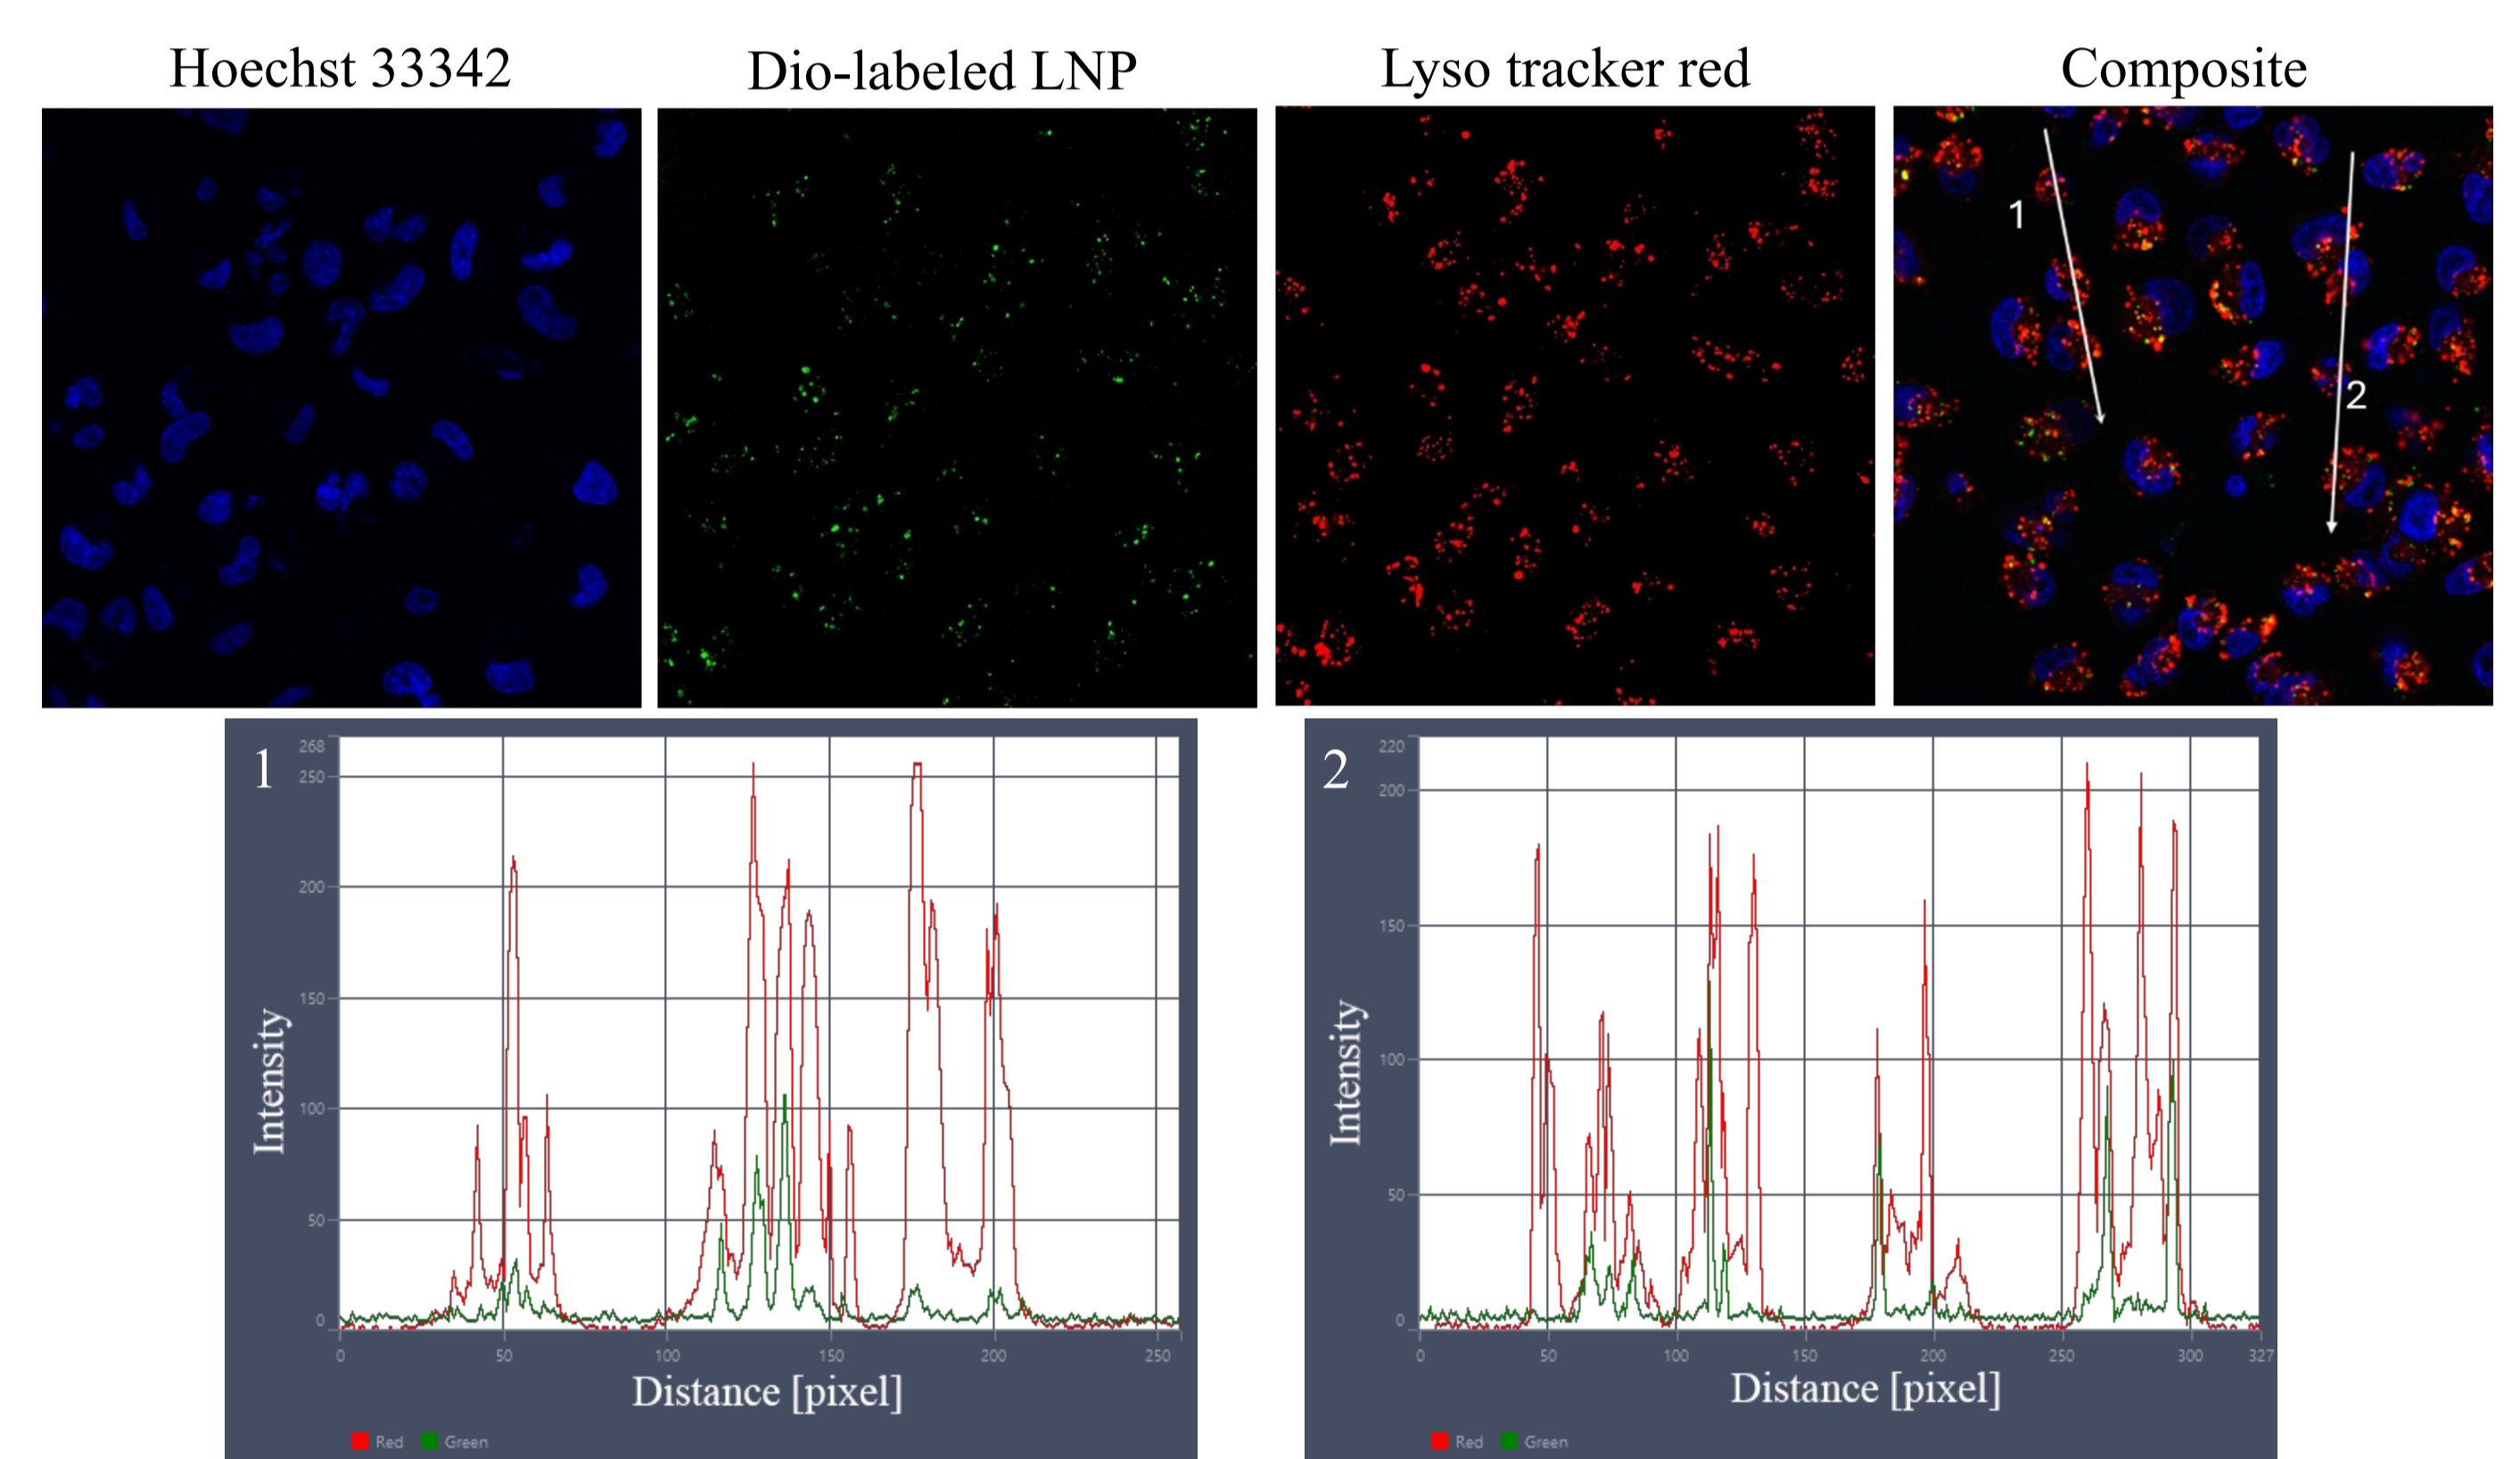 Hoechst 33342
Dio-labeled LNP
Lyso tracker red
Composite
1
2
1
268
250
200
150
100
50
0
Intensity
0 50 100 150 200 250
Distance [pixel]
Red Green
2
220
200
150
100
50
0
Intensity
0 50 100 150 200 250 300 327
Distance [pixel]
Red Green